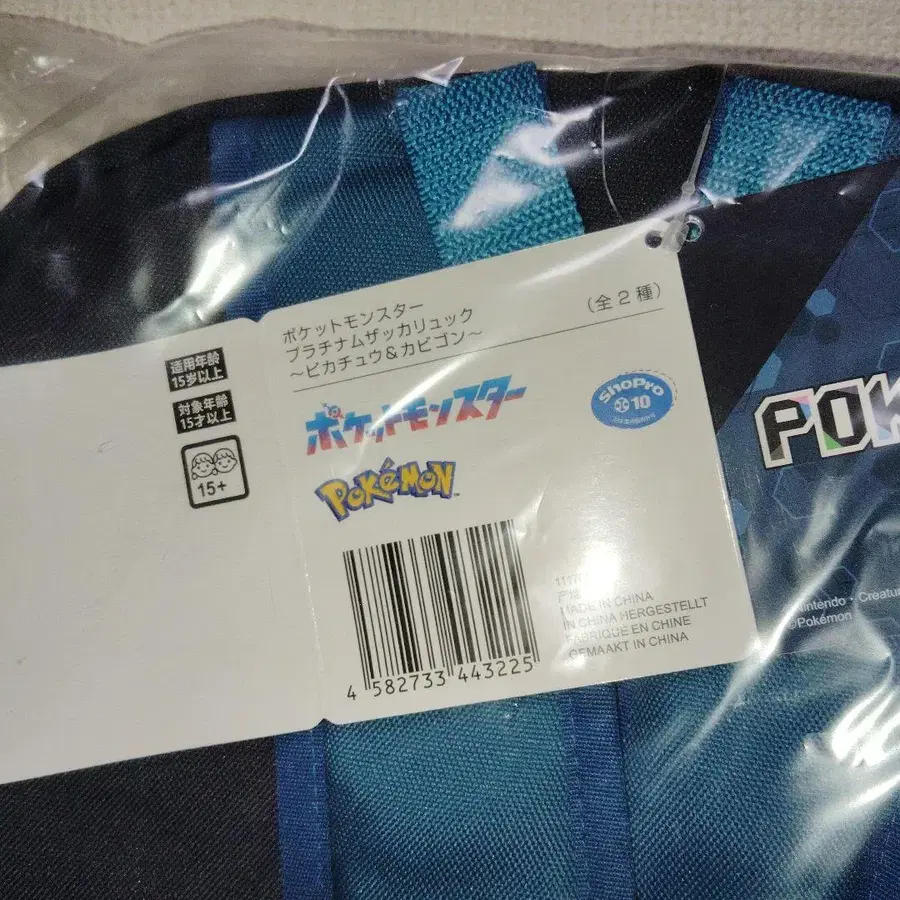 ポケットモンスター
プラチナムザッカリュック
～ピカチュウ&カビゴン～
(全2種)
适用年龄
15岁以上
対象年齢
15才以上
15+
ポケットモンスター
POKéMON
ShoPro
10
4 582733 443225
MADE IN CHINA
IN CHINA HERGESTELLT
FABRIQUÉ EN CHINE
GEMAAKT IN CHINA
POK
Nintendo・Creatu
©Pokémon